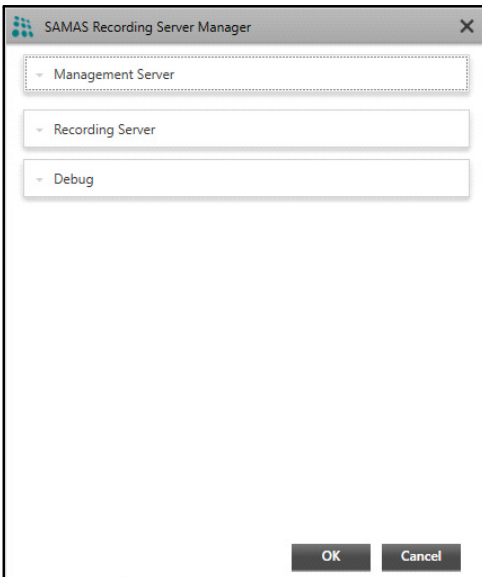 SAMAS Recording Server Manager
Management Server
Recording Server
Debug
OK Cancel